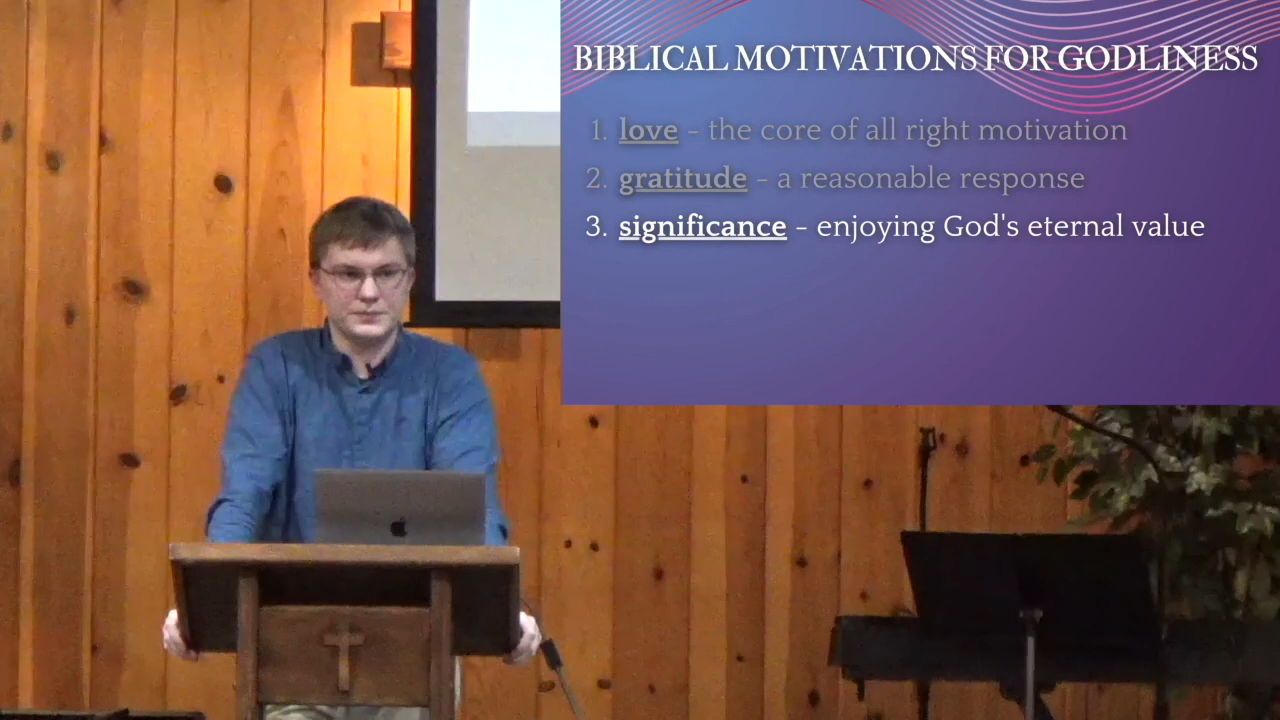 BIBLICAL MOTIVATIONS FOR GODLINESS
1. love - the core of all right motivation
2. gratitude - a reasonable response
3. significance - enjoying God's eternal value